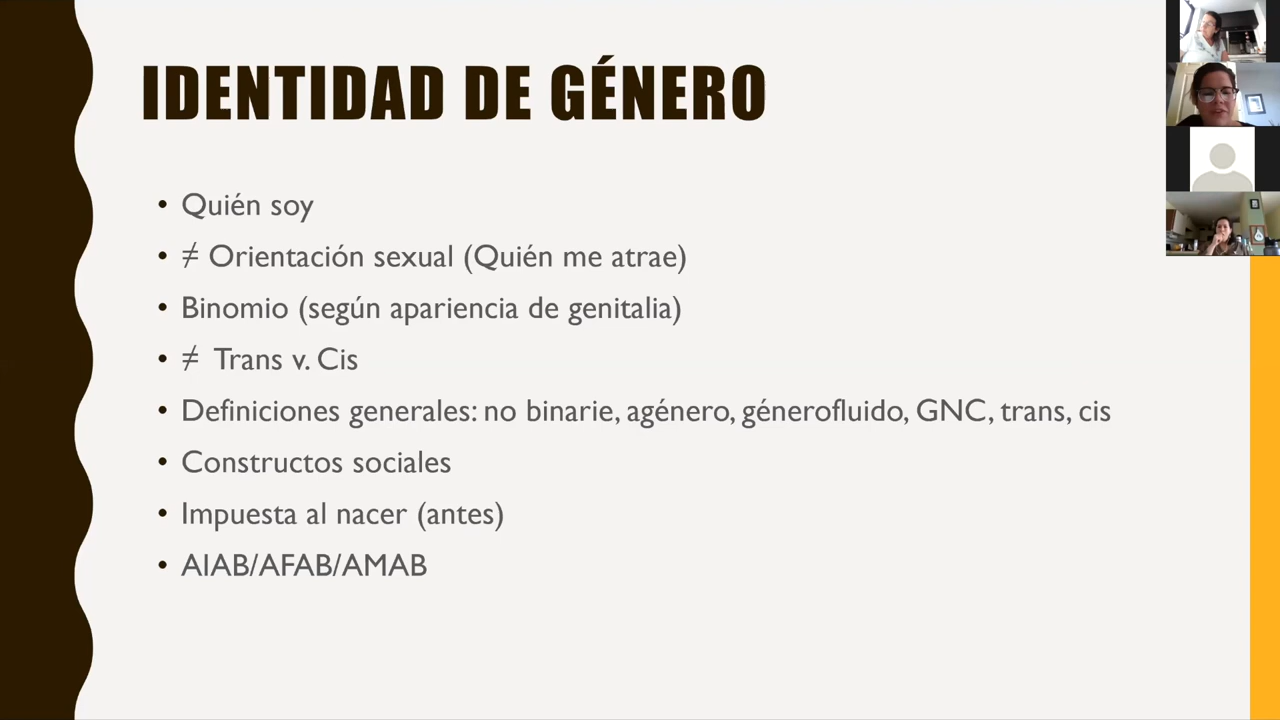 IDENTIDAD DE GÉNERO
• Quién soy
• ≠ Orientación sexual (Quién me atrae)
• Binomio (según apariencia de genitalia)
• ≠ Trans v. Cis
• Definiciones generales: no binarie, agénero, génerofluido, GNC, trans, cis
• Constructos sociales
• Impuesta al nacer (antes)
• AIAB/AFAB/AMAB